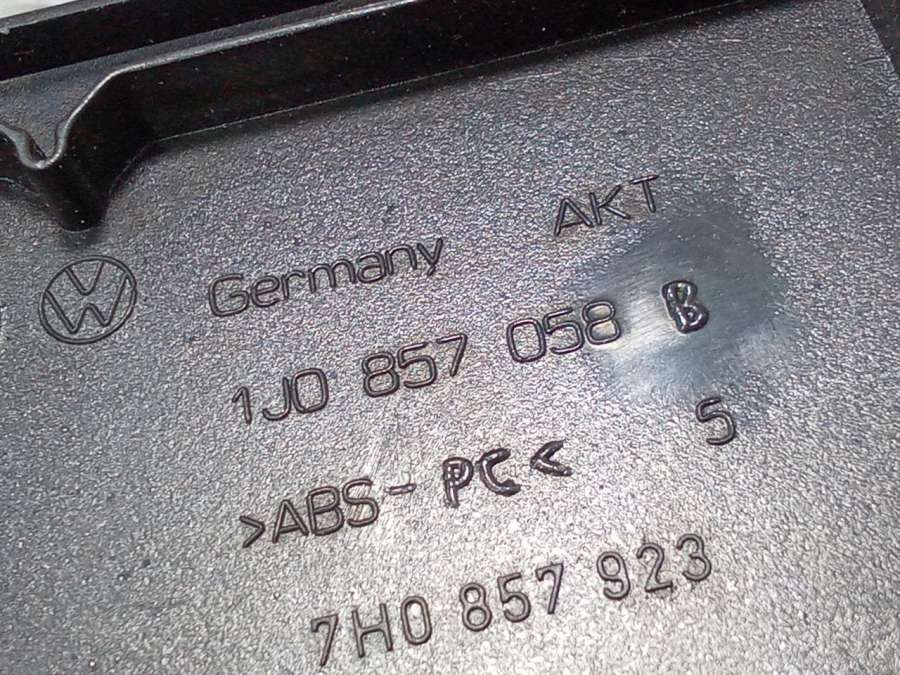 AKT
Germany
1J0 857 058 B
5
>ABS-PC<
7H0 857 923